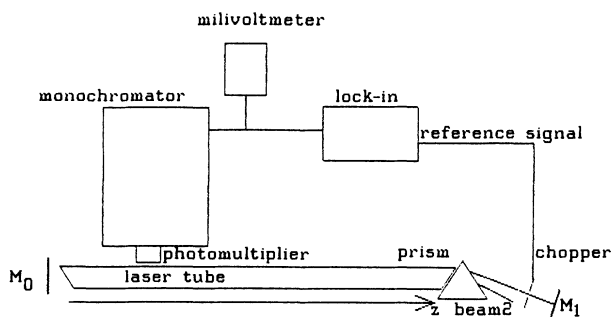 milivoltmeter
monochromator
lock-in
reference signal
photomultiplier
prism
chopper
M0
laser tube
z beam2
M1